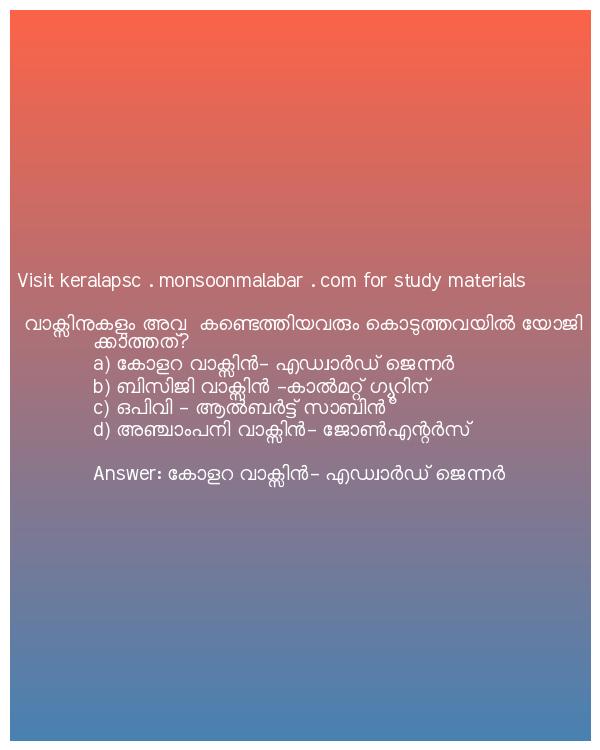 Visit keralapsc . monsoonmalabar . com for study materials
വാക്സിനുകളും അവ കണ്ടെത്തിയവരും കൊടുത്തവയിൽ യോജി
ക്കാത്തത്?
a) കോളറ വാക്സിൻ- എഡ്വാർഡ് ജെന്നർ
b) ബിസിജി വാക്സിൻ -കാൽമറ്റ് ഗ്യൂറിന്
c) ഒപിവി - ആൽബർട്ട് സാബിൻ
d) അഞ്ചാംപനി വാക്സിൻ- ജോൺഎന്റർസ്
Answer: കോളറ വാക്സിൻ- എഡ്വാർഡ് ജെന്നർ